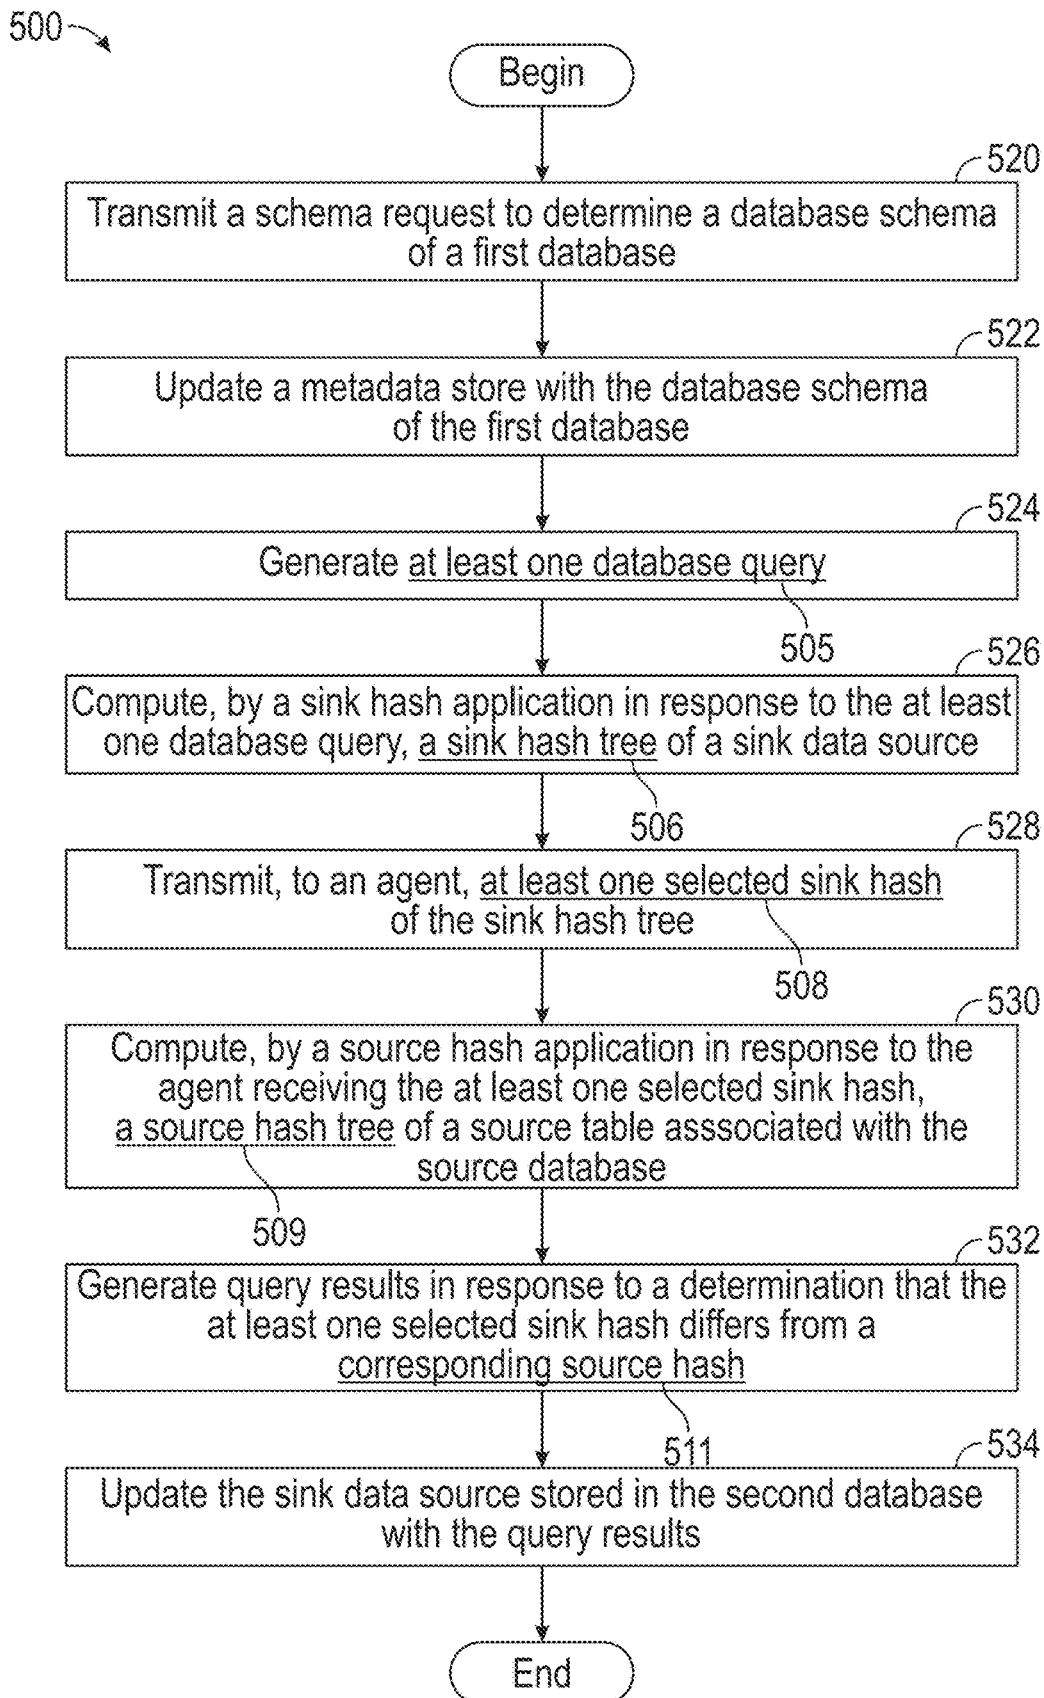 500
Begin
520
Transmit a schema request to determine a database schema
of a first database
522
Update a metadata store with the database schema
of the first database
524
Generate at least one database query
505
526
Compute, by a sink hash application in response to the at least
one database query, a sink hash tree of a sink data source
506
528
Transmit, to an agent, at least one selected sink hash
of the sink hash tree
508
530
Compute, by a source hash application in response to the
agent receiving the at least one selected sink hash,
a source hash tree of a source table asssociated with the
source database
509
532
Generate query results in response to a determination that the
at least one selected sink hash differs from a
corresponding source hash
511
534
Update the sink data source stored in the second database
with the query results
End